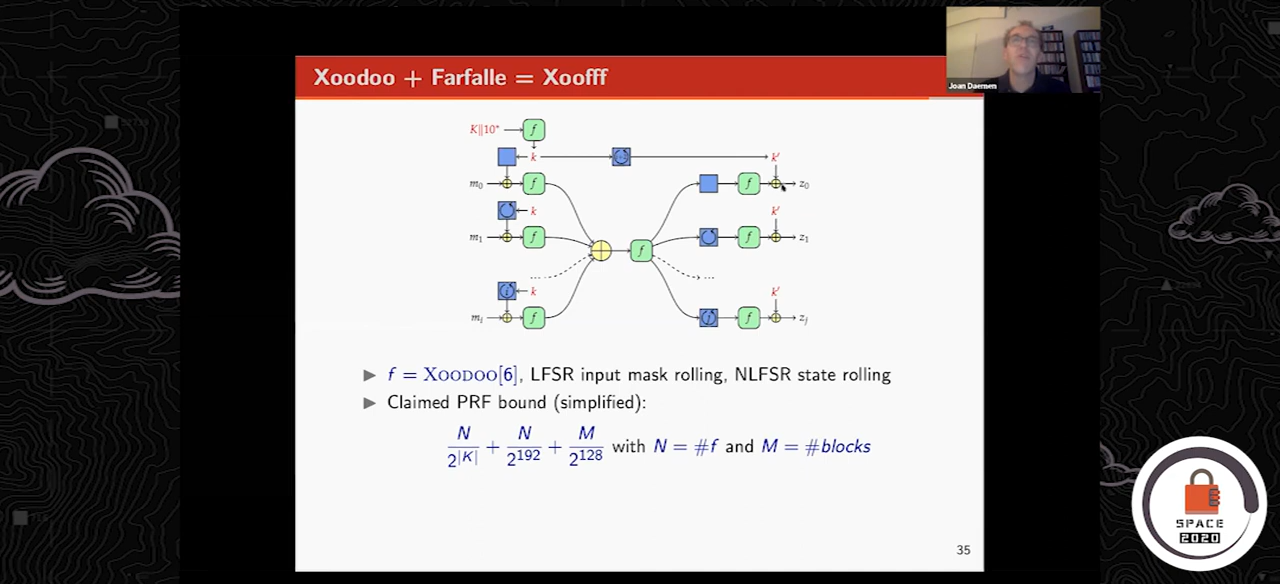 Xoodoo + Farfalle = Xoofff
Joan Daemen
K‖10*
f
k
k′
m₀
f
f
z₀
k
k′
m₁
f
f
f
z₁
...
...
i
k
k′
mᵢ
f
j
f
zⱼ
▶ f = XOODOO[6], LFSR input mask rolling, NLFSR state rolling
▶ Claimed PRF bound (simplified):
N/2^|K| + N/2^192 + M/2^128 with N = #f and M = #blocks
35
SPACE
2020